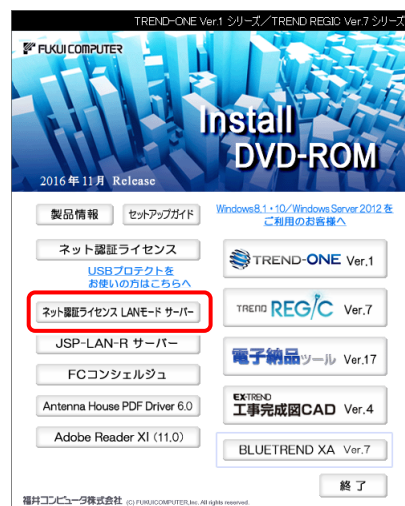 TREND-ONE Ver.1 シリーズ／TREND REGIC Ver.7 シリーズ
FUKUI COMPUTER
Install
DVD-ROM
2016年11月 Release
製品情報
セットアップガイド
Windows8.1・10／Windows Server 2012 を
ご利用のお客様へ
ネット認証ライセンス
USBプロテクトを
お使いの方はこちらへ
TREND-ONE Ver.1
ネット認証ライセンス LANモード サーバー
TREND REGIC Ver.7
JSP-LAN-R サーバー
電子納品ツール Ver.17
FCコンシェルジュ
EX-TREND
工事完成図CAD Ver.4
Antenna House PDF Driver 6.0
Adobe Reader XI (11.0)
BLUETREND XA Ver.7
終了
福井コンピュータ株式会社 (C) FUKUICOMPUTER,Inc. All rights reserved.